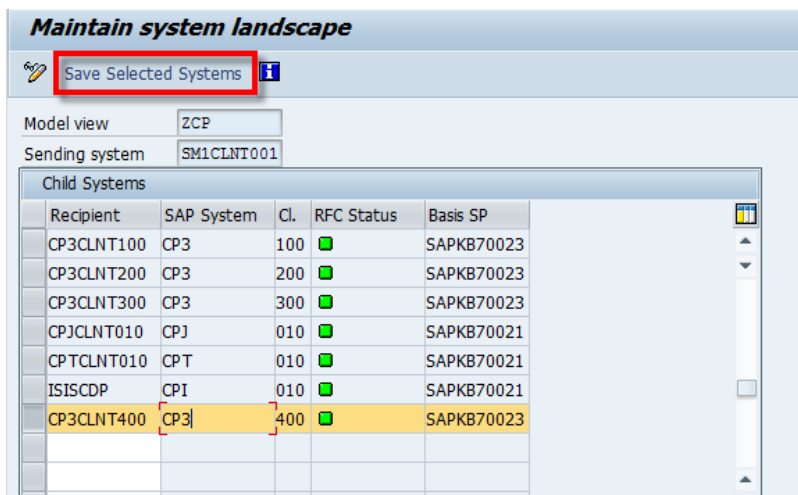 Maintain system landscape
Save Selected Systems
Model view ZCP
Sending system SM1CLNT001
Child Systems
Recipient SAP System Cl. RFC Status Basis SP
CP3CLNT100 CP3 100 SAPKB70023
CP3CLNT200 CP3 200 SAPKB70023
CP3CLNT300 CP3 300 SAPKB70023
CPJCLNT010 CPJ 010 SAPKB70021
CPTCLNT010 CPT 010 SAPKB70021
ISISCDP CPI 010 SAPKB70021
CP3CLNT400 CP3 400 SAPKB70023